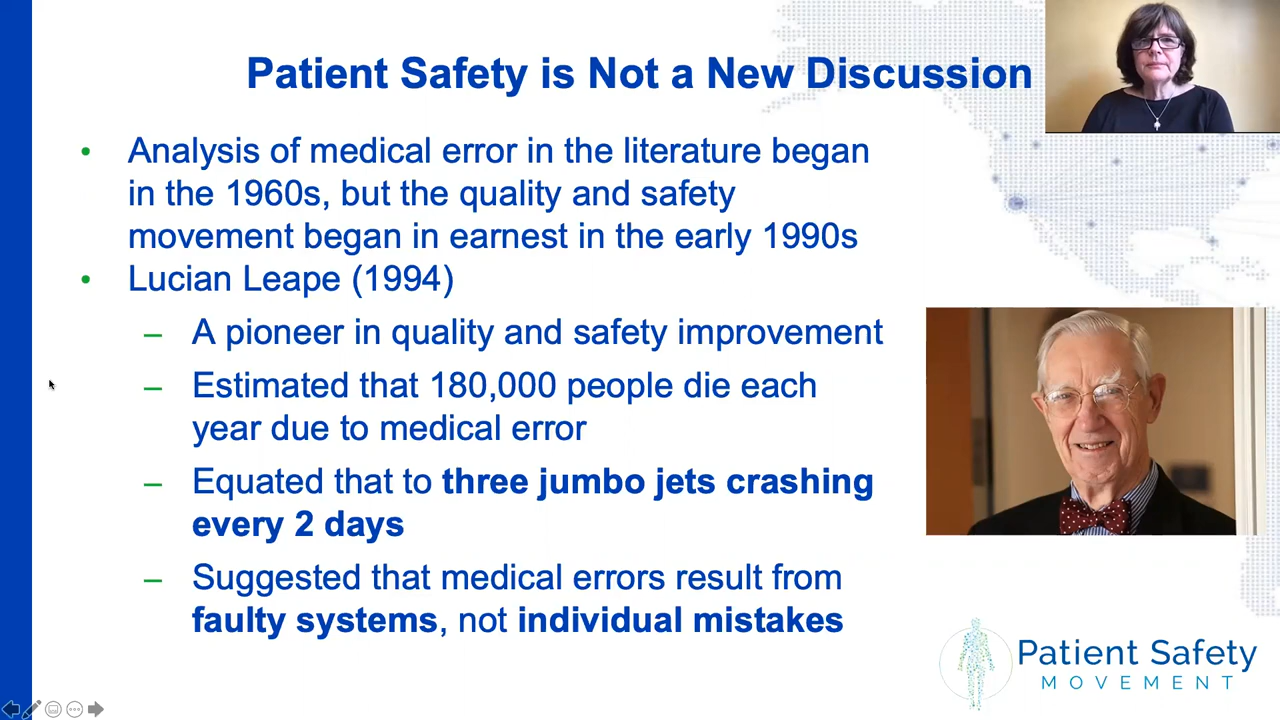 Patient Safety is Not a New Discussion
• Analysis of medical error in the literature began
in the 1960s, but the quality and safety
movement began in earnest in the early 1990s
• Lucian Leape (1994)
– A pioneer in quality and safety improvement
– Estimated that 180,000 people die each
year due to medical error
– Equated that to three jumbo jets crashing
every 2 days
– Suggested that medical errors result from
faulty systems, not individual mistakes
Patient Safety
MOVEMENT